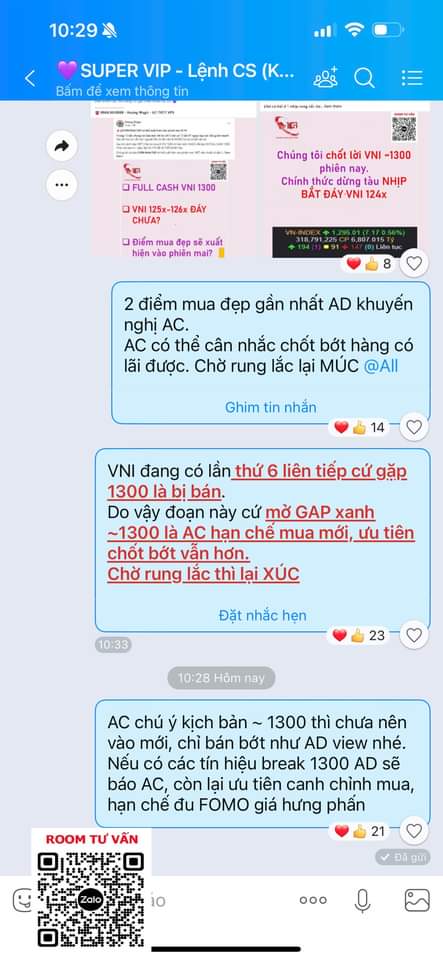 10:29
💜SUPER VIP - Lệnh CS (K...
Bấm để xem thông tin
☐ FULL CASH VNI 1300
☐ VNI 125x-126x ĐÁY
CHƯA?
☐ Điểm mua đẹp sẽ xuất
hiện vào phiên mai?
Chúng tôi chốt lời VNI ~1300
phiên nay.
Chính thức dừng tàu NHỊP
BẮT ĐÁY VNI 124x
VN-INDEX 1,295.01 (7.17 0.56%)
318,791,225 CP 6,807.015 Tỷ
194 (1) 91 147 (0) Liên tục
8
2 điểm mua đẹp gần nhất AD khuyến
nghị AC.
AC có thể cân nhắc chốt bớt hàng có
lãi được. Chờ rung lắc lại MÚC @All
Ghim tin nhắn
14
VNI đang có lần thứ 6 liên tiếp cứ gặp
1300 là bị bán.
Do vậy đoạn này cứ mở GAP xanh
~1300 là AC hạn chế mua mới, ưu tiên
chốt bớt vẫn hơn.
Chờ rung lắc thì lại XÚC
Đặt nhắc hẹn
23
10:33
10:28 Hôm nay
AC chú ý kịch bản ~ 1300 thì chưa nên
vào mới, chỉ bán bớt như AD view nhé.
Nếu có các tín hiệu break 1300 AD sẽ
báo AC, còn lại ưu tiên canh chỉnh mua,
hạn chế đu FOMO giá hưng phấn
21
Đã gửi
ROOM TƯ VẤN
Zalo